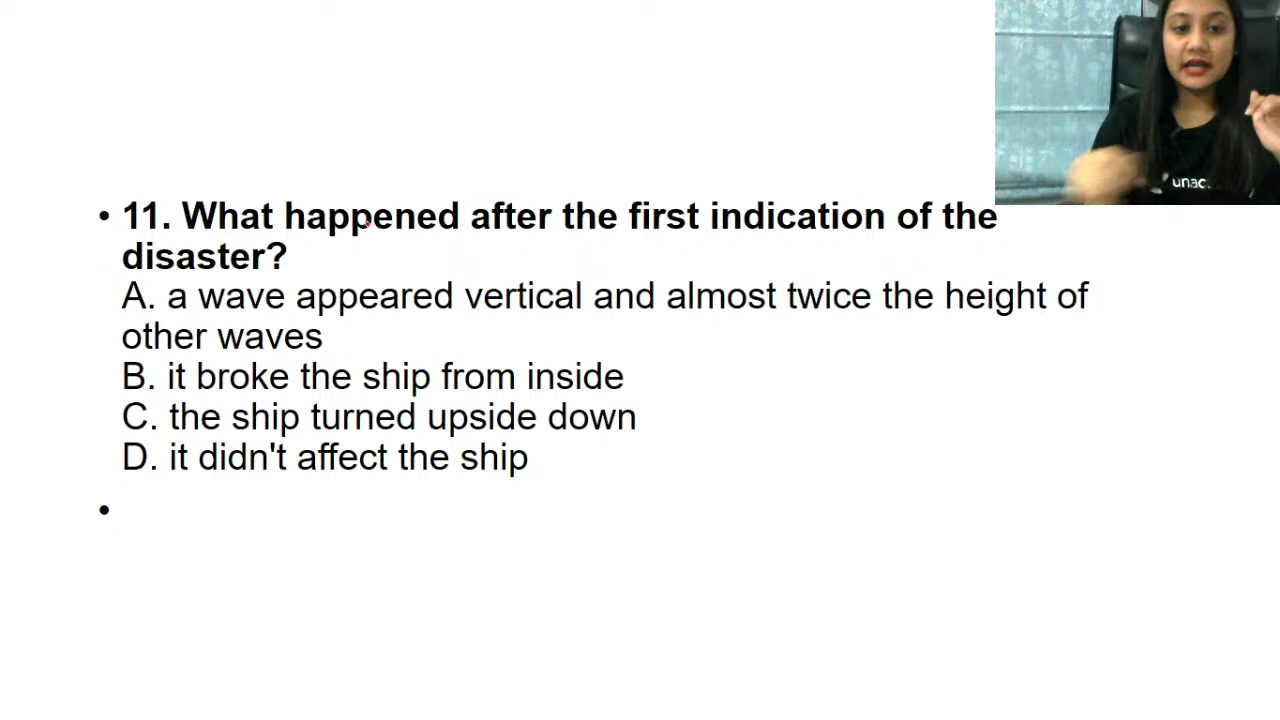 • 11. What happened after the first indication of the
disaster?
A. a wave appeared vertical and almost twice the height of
other waves
B. it broke the ship from inside
C. the ship turned upside down
D. it didn't affect the ship
•